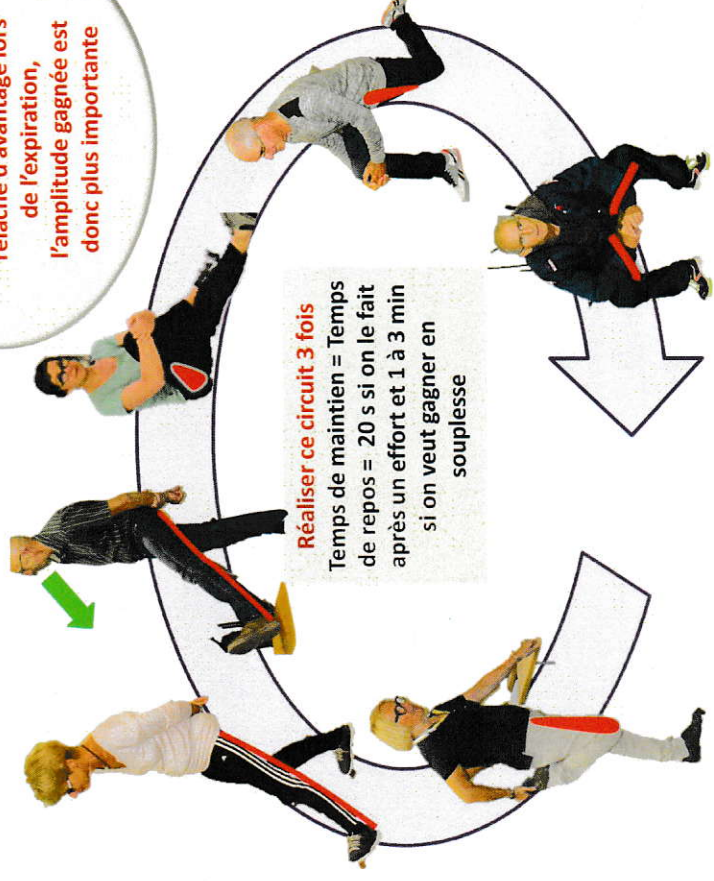 relâche d'avantage lors
de l'expiration,
l'amplitude gagnée est
donc plus importante
Réaliser ce circuit 3 fois
Temps de maintien = Temps
de repos = 20 s si on le fait
après un effort et 1 à 3 min
si on veut gagner en
souplesse